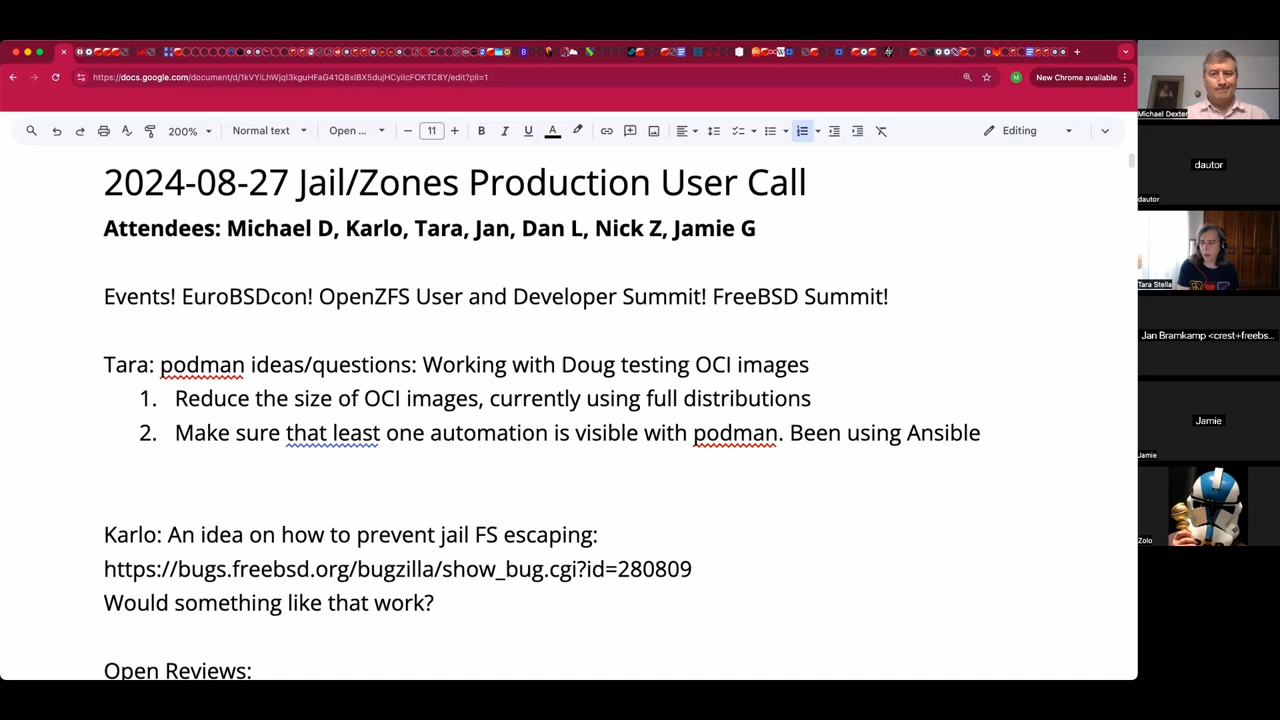 https://docs.google.com/document/d/1kVYiLhWjqI3kguHFaG41Q8xIBX5dujHCyIlcFOKTC8Y/edit?pli=1
M
New Chrome available
200%
Normal text
Open ...
11
B
I
U
A
Editing
2024-08-27 Jail/Zones Production User Call
Attendees: Michael D, Karlo, Tara, Jan, Dan L, Nick Z, Jamie G
Events! EuroBSDcon! OpenZFS User and Developer Summit! FreeBSD Summit!
Tara: podman ideas/questions: Working with Doug testing OCI images
1. Reduce the size of OCI images, currently using full distributions
2. Make sure that least one automation is visible with podman. Been using Ansible
Karlo: An idea on how to prevent jail FS escaping:
https://bugs.freebsd.org/bugzilla/show_bug.cgi?id=280809
Would something like that work?
Open Reviews:
Michael Dexter
dautor
dautor
Tara Stella
Jan Bramkamp <crest+freebs...
Jamie
Jamie
Zolo